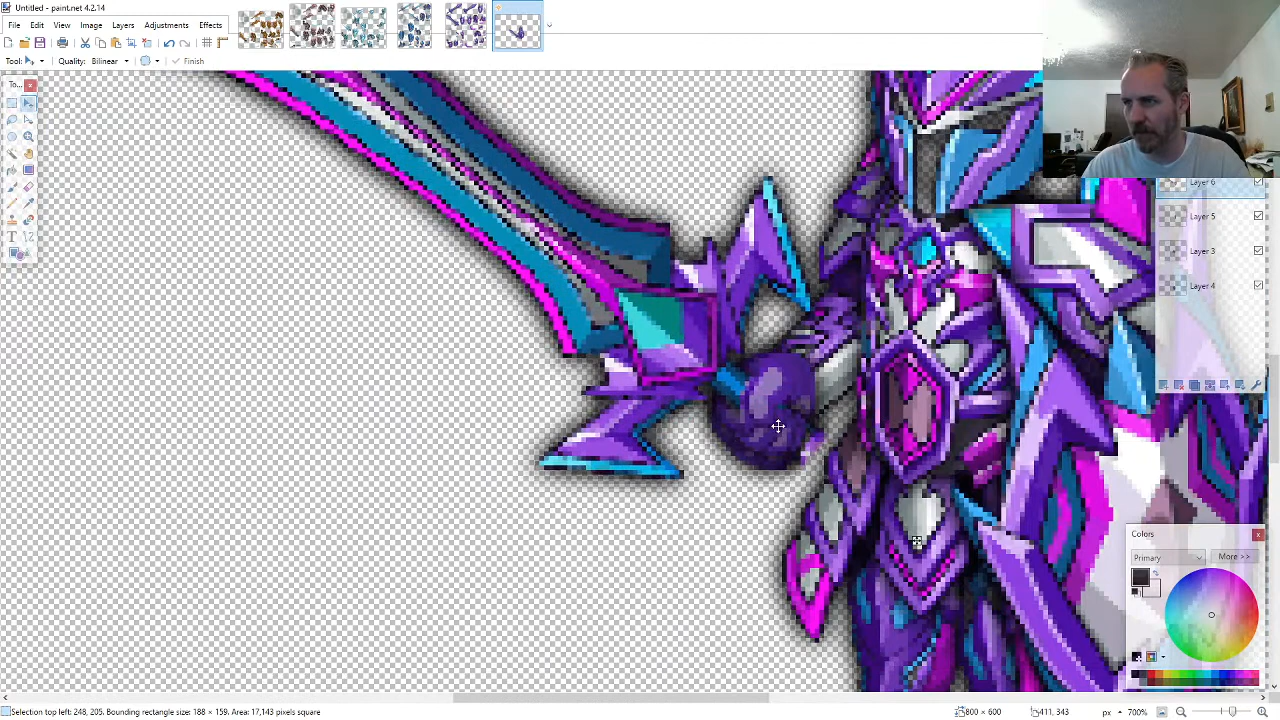 Untitled - paint.net 4.2.14
File Edit View Image Layers Adjustments Effects
Tool: Quality: Bilinear Finish
To...
Layer 6
Layer 5
Layer 3
Layer 4
Colors
Primary More >>
Selection top left: 248, 205. Bounding rectangle size: 188 × 159. Area: 17,143 pixels square
800 × 600
411, 343
px
700%